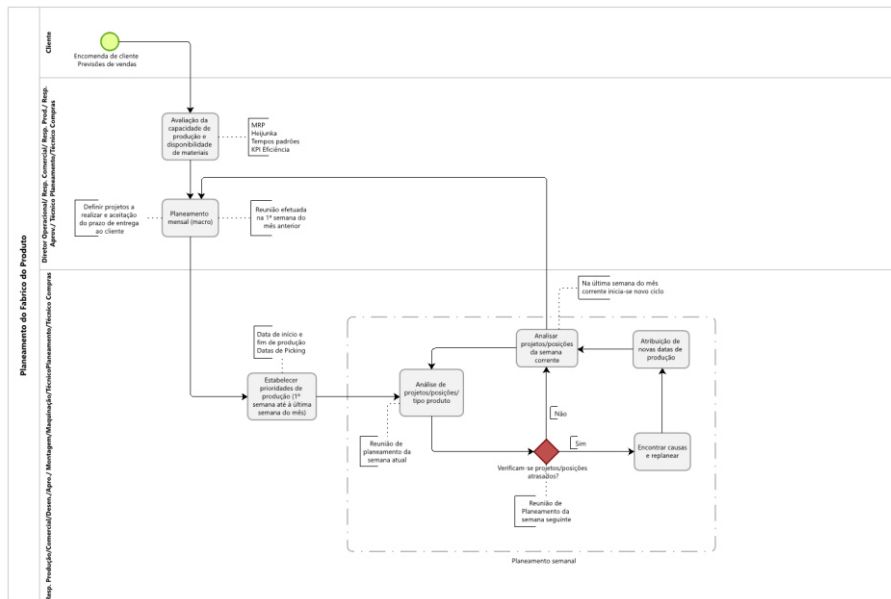 Planeamento do Fabrico do Produto
Cliente
Encomenda de cliente
Previsões de vendas
Diretor Operacional/ Resp. Comercial/ Resp. Prod./ Resp.
Aprov./ Técnico Planeamento/Técnico Compras
Avaliação da
capacidade de
produção e
disponibilidade
de materiais
MRP
Heijunka
Tempos padrões
KPI Eficiência
Definir projetos a
realizar e aceitação
do prazo de entrega
ao cliente
Planeamento
mensal (macro)
Reunião efetuada
na 1ª semana do
mês anterior
Resp. Produção/Comercial/Desen./Apro./ Montagem/Maquinação/TécnicoPlaneamento/Técnico Compras
Na última semana do mês
corrente inicia-se novo ciclo
Data de início e
fim de produção
Datas de Picking
Estabelecer
prioridades de
produção (1ª
semana até à última
semana do mês)
Análise de
projetos/posições/
tipo produto
Reunião de
planeamento da
semana atual
Analisar
projetos/posições
da semana
corrente
Atribuição de
novas datas de
produção
Não
Sim
Verificam-se projetos/posições
atrasados?
Encontrar causas
e replanear
Reunião de
Planeamento da
semana seguinte
Planeamento semanal